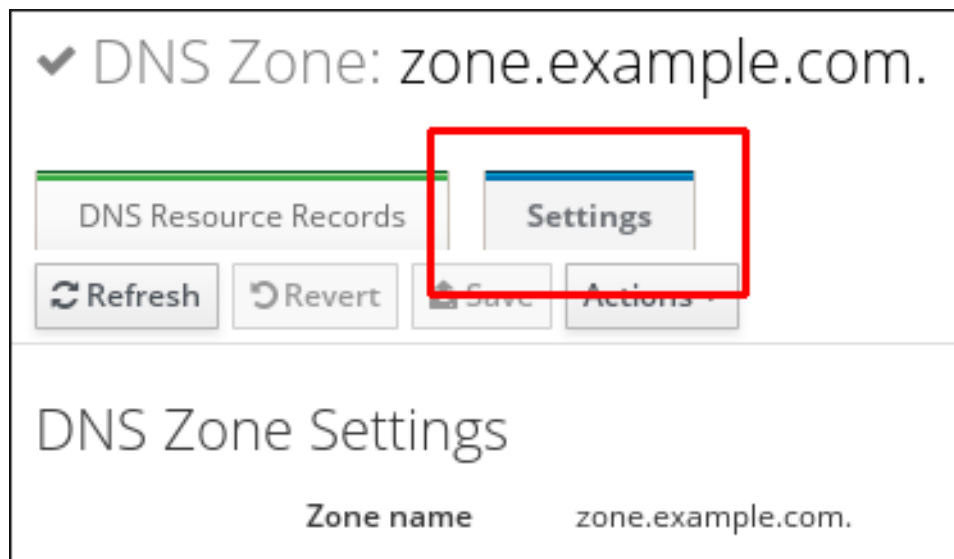 DNS Zone: zone.example.com.
DNS Resource Records Settings
Refresh Revert Save Actions
DNS Zone Settings
Zone name zone.example.com.